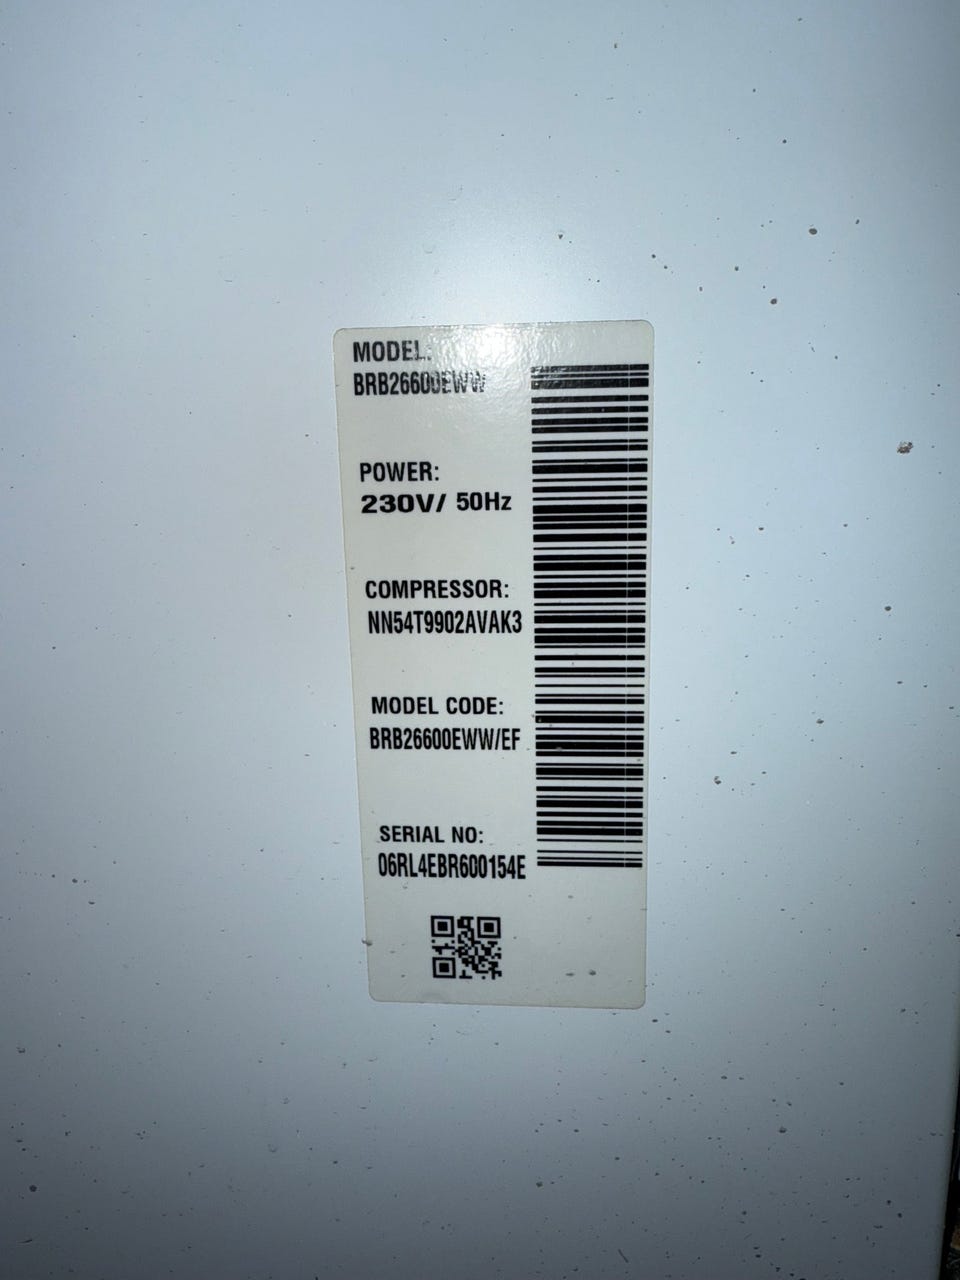 MODEL:
BRB26600EWW
POWER:
230V/ 50Hz
COMPRESSOR:
NN54T9902AVAK3
MODEL CODE:
BRB26600EWW/EF
SERIAL NO:
06RL4EBR600154E